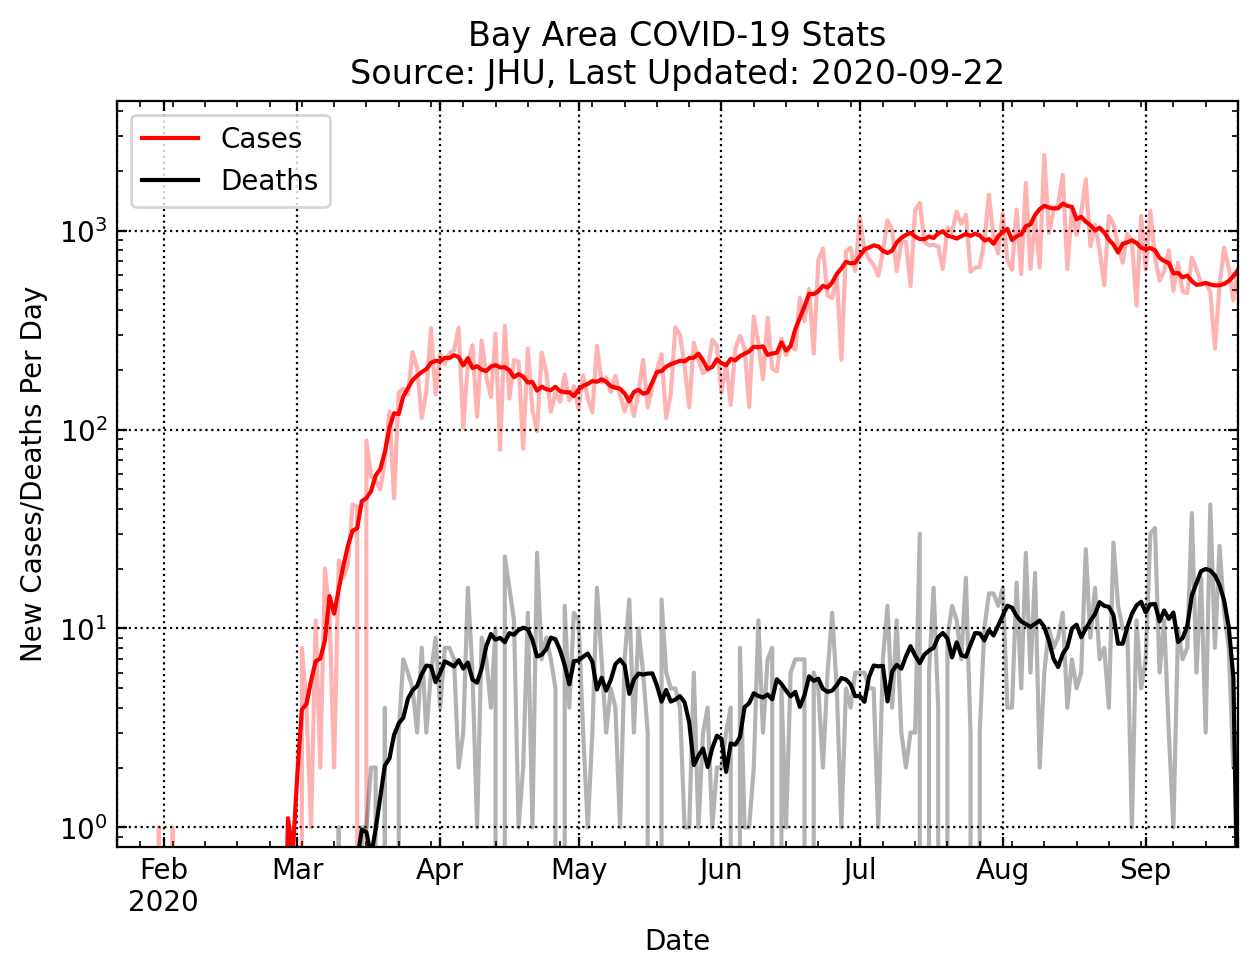 Bay Area COVID-19 Stats
Source: JHU, Last Updated: 2020-09-22
Cases
Deaths
New Cases/Deaths Per Day
10³
10²
10¹
10⁰
Feb Mar Apr May Jun Jul Aug Sep
2020
Date